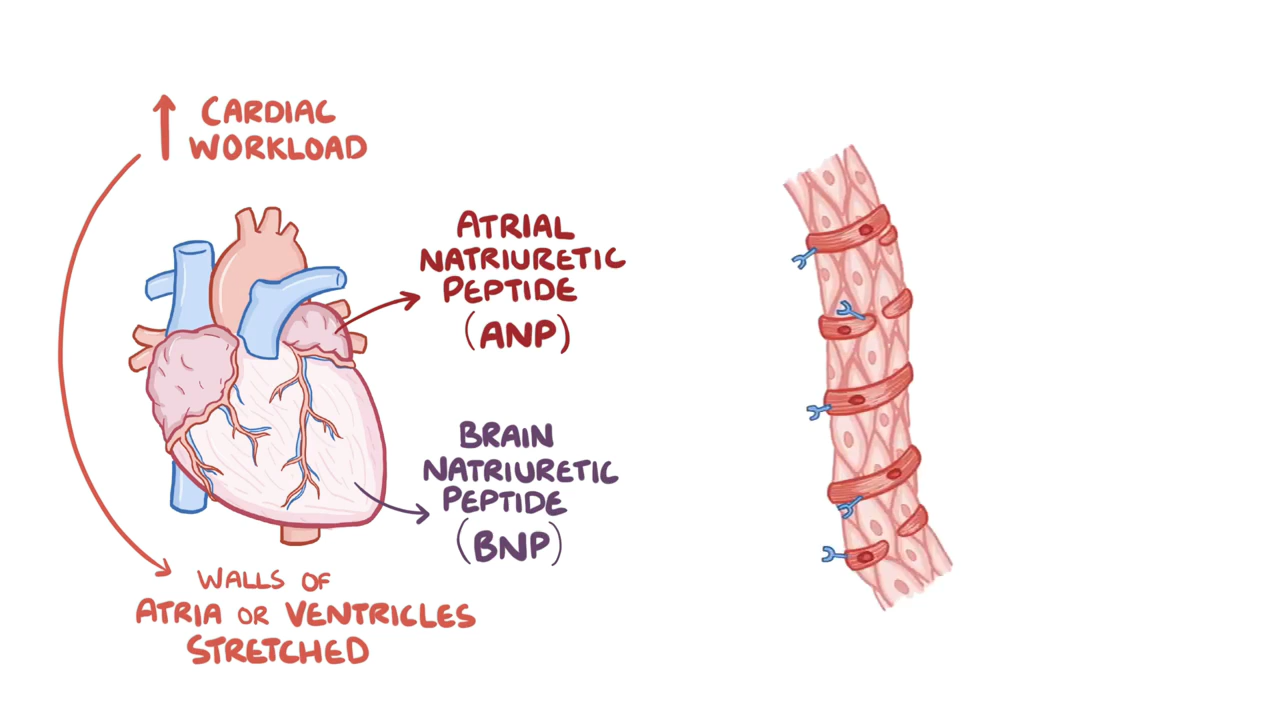 ↑ CARDIAC
WORKLOAD
ATRIAL
NATRIURETIC
PEPTIDE
(ANP)
BRAIN
NATRIURETIC
PEPTIDE
(BNP)
WALLS OF
ATRIA OR VENTRICLES
STRETCHED